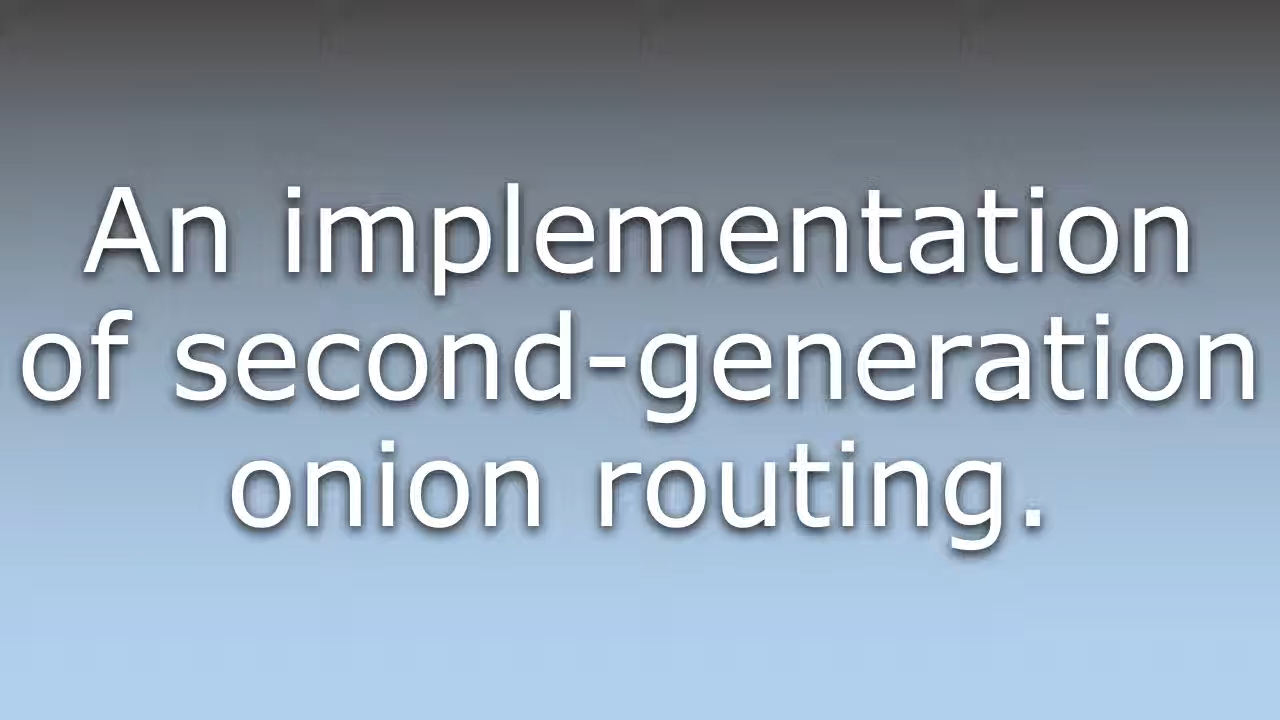 An implementation
of second-generation
onion routing.